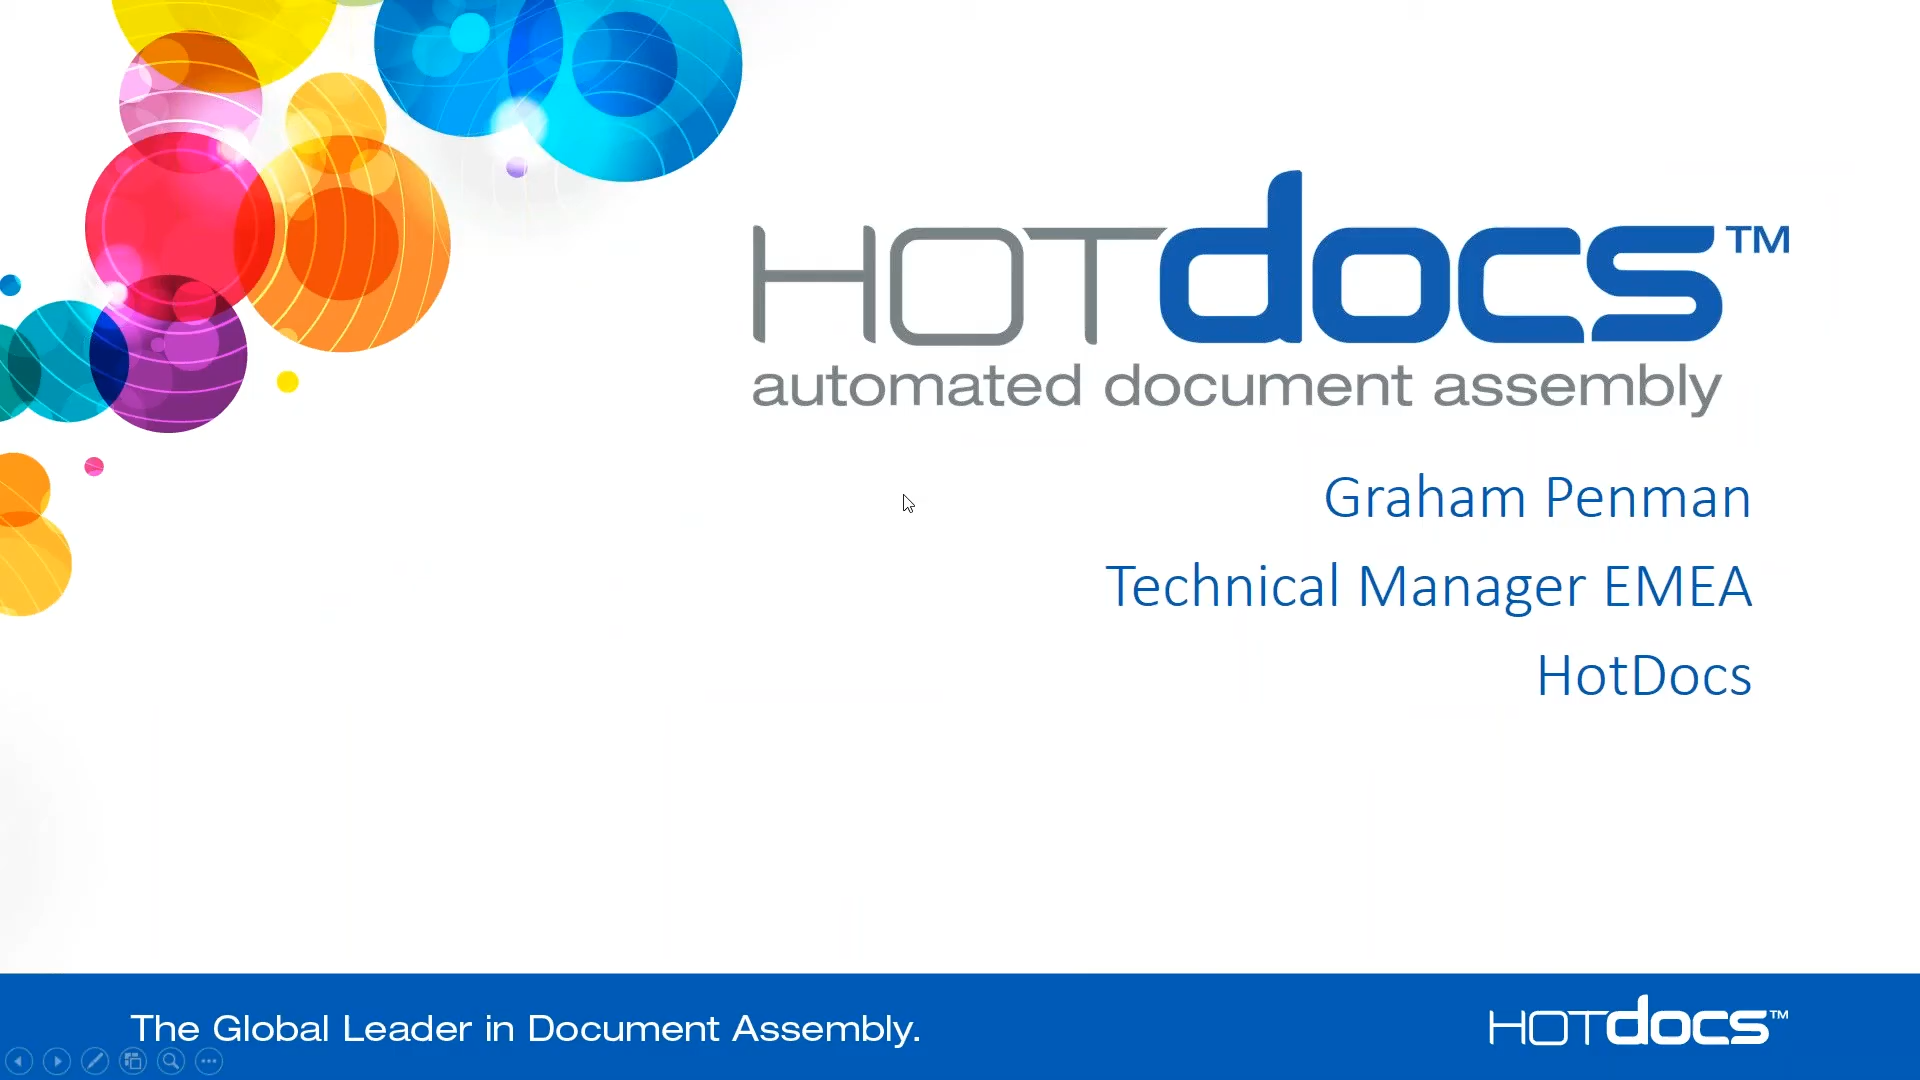 HOTdocs™
automated document assembly
Graham Penman
Technical Manager EMEA
HotDocs
The Global Leader in Document Assembly.
HOTdocs™